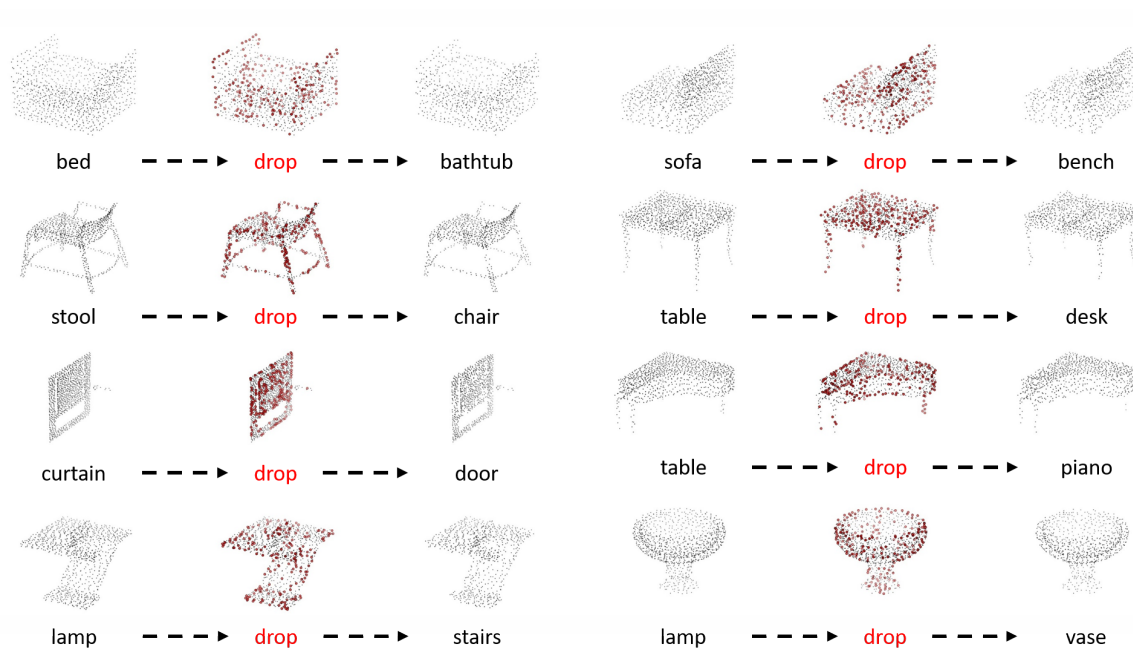 bed drop bathtub sofa drop bench
stool drop chair table drop desk
curtain drop door table drop piano
lamp drop stairs lamp drop vase